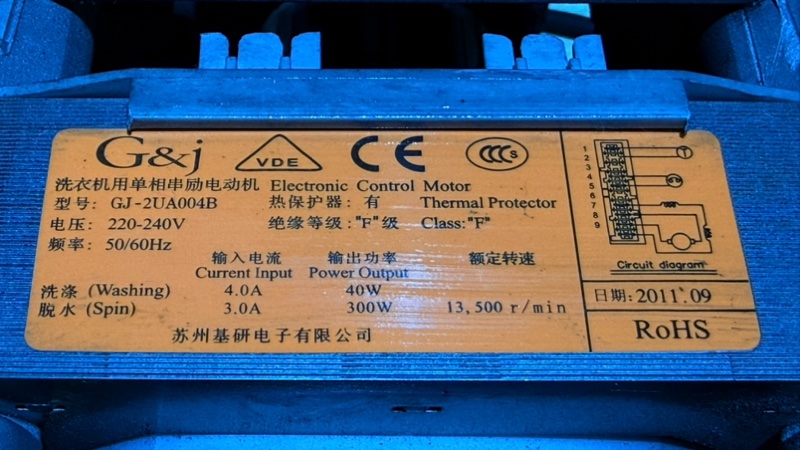 G&j VDE CE CCC S
洗衣机用单相串励电动机 Electronic Control Motor
型号: GJ-2UA004B 热保护器: 有 Thermal Protector
电压: 220-240V 绝缘等级:"F"级 Class:"F"
频率: 50/60Hz
输入电流 输出功率 额定转速
Current Input Power Output
洗涤 (Washing) 4.0A 40W
脱水 (Spin) 3.0A 300W 13,500 r/min
苏州基研电子有限公司
1
2
3
4
5
6
7
8
9
Circuit diagram
日期: 2011.09
RoHS